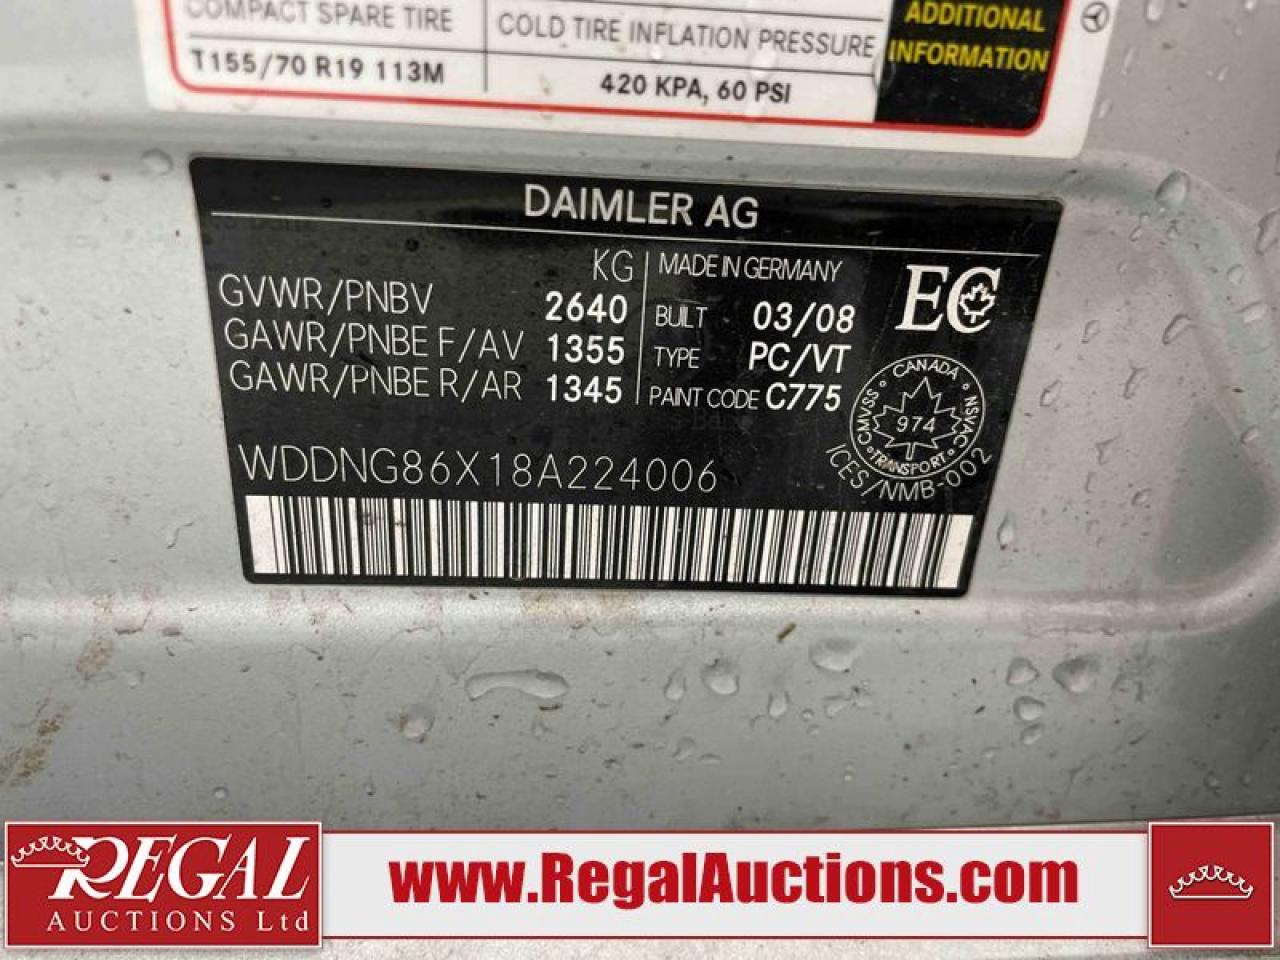 COMPACT SPARE TIRE
COLD TIRE INFLATION PRESSURE
T155/70 R19 113M
420 KPA, 60 PSI
ADDITIONAL
INFORMATION
DAIMLER AG
KG
GVWR/PNBV 2640
GAWR/PNBE F/AV 1355
GAWR/PNBE R/AR 1345
MADE IN GERMANY
BUILT 03/08
TYPE PC/VT
PAINT CODE C775
EC
CANADA
CMVSS
NSVAC
974
TRANSPORT
ICES/NMB-002
WDDNG86X18A224006
REGAL
AUCTIONS Ltd
www.RegalAuctions.com